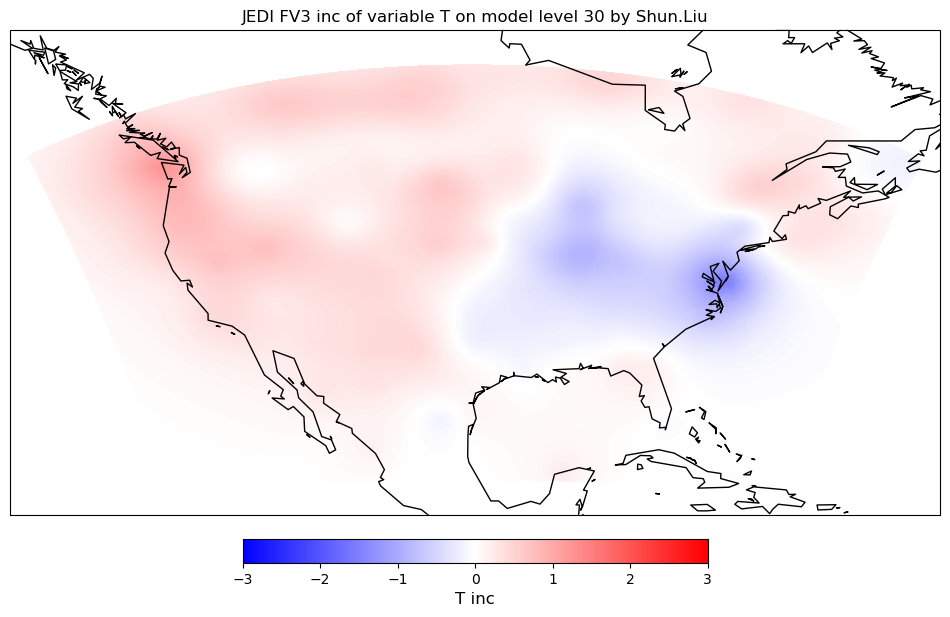 JEDI FV3 inc of variable T on model level 30 by Shun.Liu
−3 −2 −1 0 1 2 3
T inc